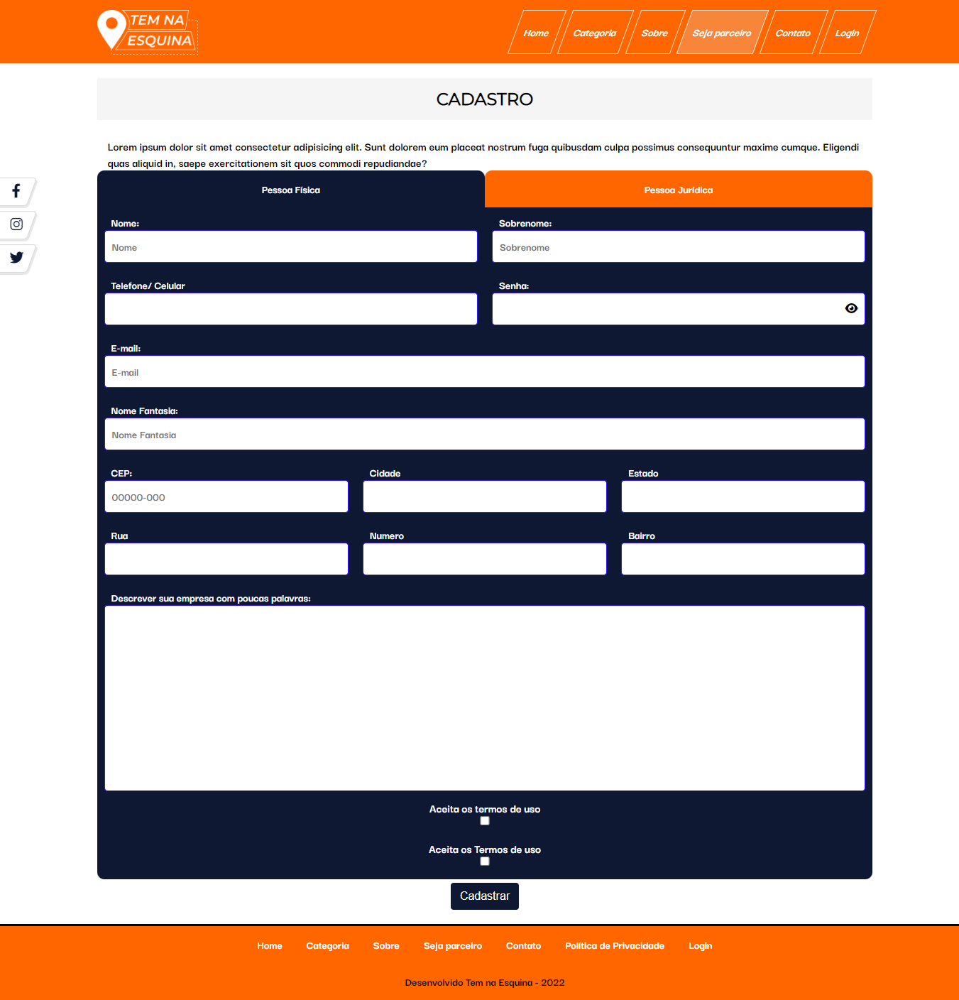 TEM NA
ESQUINA
Home Categoria Sobre Seja parceiro Contato Login
CADASTRO
Lorem ipsum dolor sit amet consectetur adipisicing elit. Sunt dolorem eum placeat nostrum fuga quibusdam culpa possimus consequuntur maxime cumque. Eligendi
quas aliquid in, saepe exercitationem sit quos commodi repudiandae?
Pessoa Física Pessoa Jurídica
Nome: Sobrenome:
Nome Sobrenome
Telefone/ Celular Senha:
E-mail:
E-mail
Nome Fantasia:
Nome Fantasia
CEP: Cidade Estado
00000-000
Rua Numero Bairro
Descrever sua empresa com poucas palavras:
Aceita os termos de uso
Aceita os Termos de uso
Cadastrar
Home Categoria Sobre Seja parceiro Contato Política de Privacidade Login
Desenvolvido Tem na Esquina - 2022